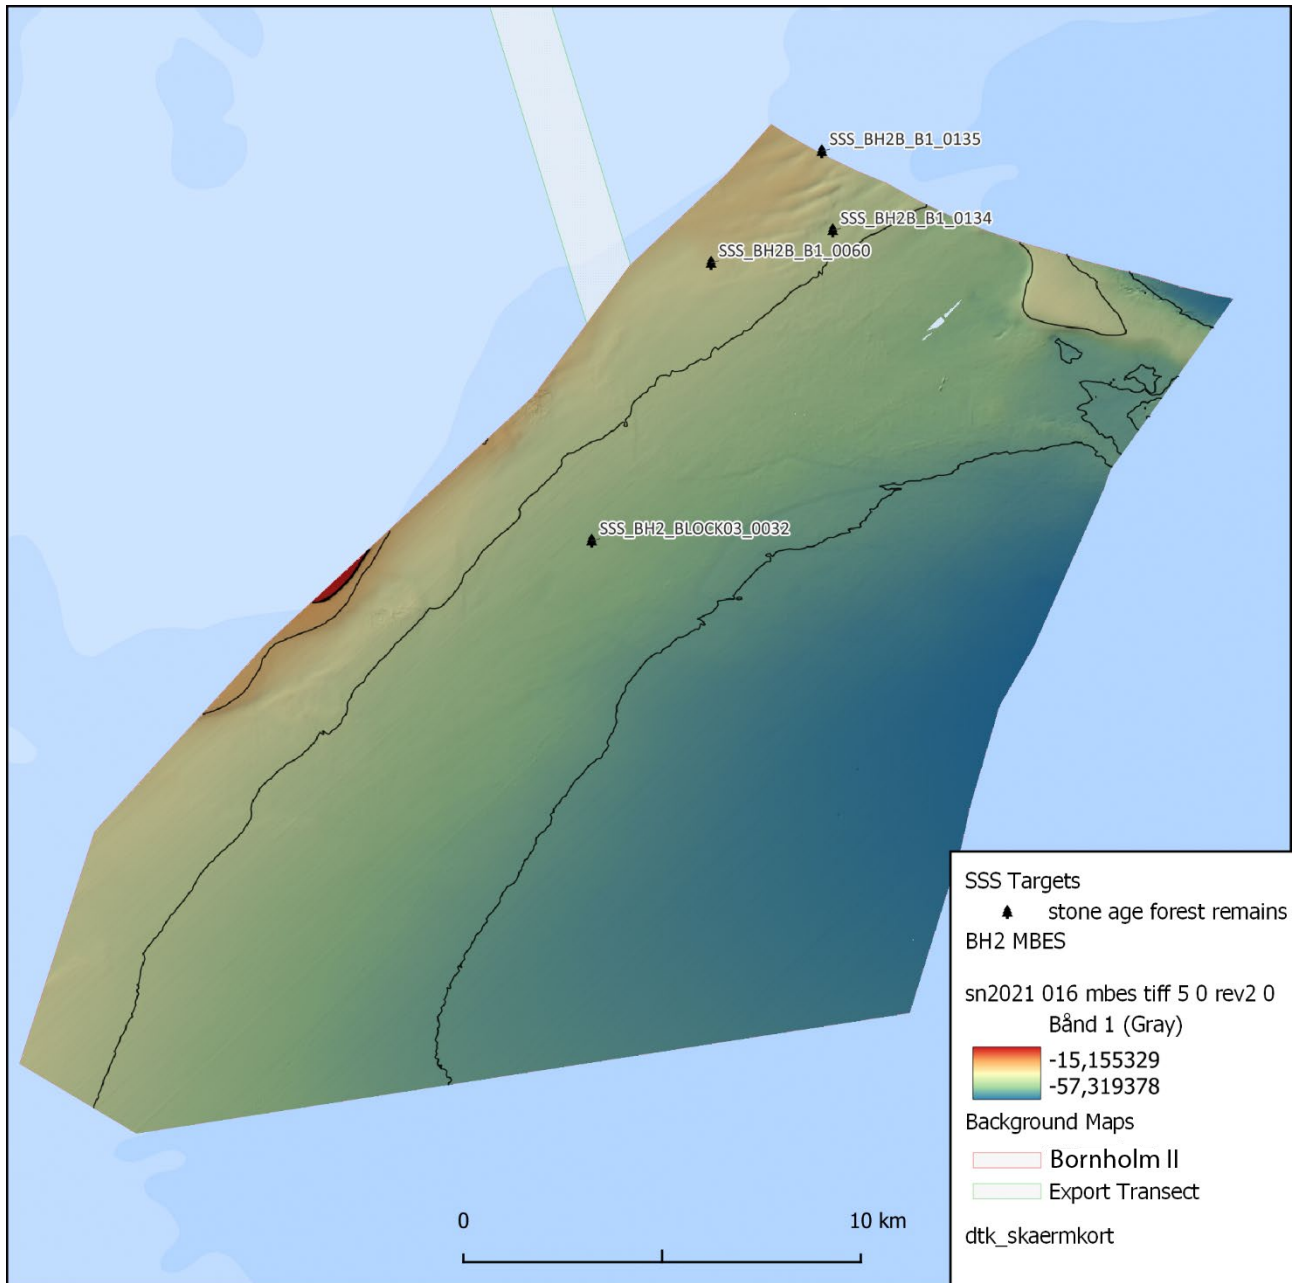 SSS_BH2B_B1_0135
SSS_BH2B_B1_0134
SSS_BH2B_B1_0060
SSS_BH2_BLOCK03_0032
SSS Targets
stone age forest remains
BH2 MBES
sn2021 016 mbes tiff 5 0 rev2 0
Bånd 1 (Gray)
-15,155329
-57,319378
Background Maps
Bornholm II
Export Transect
dtk_skaermkort
0 10 km